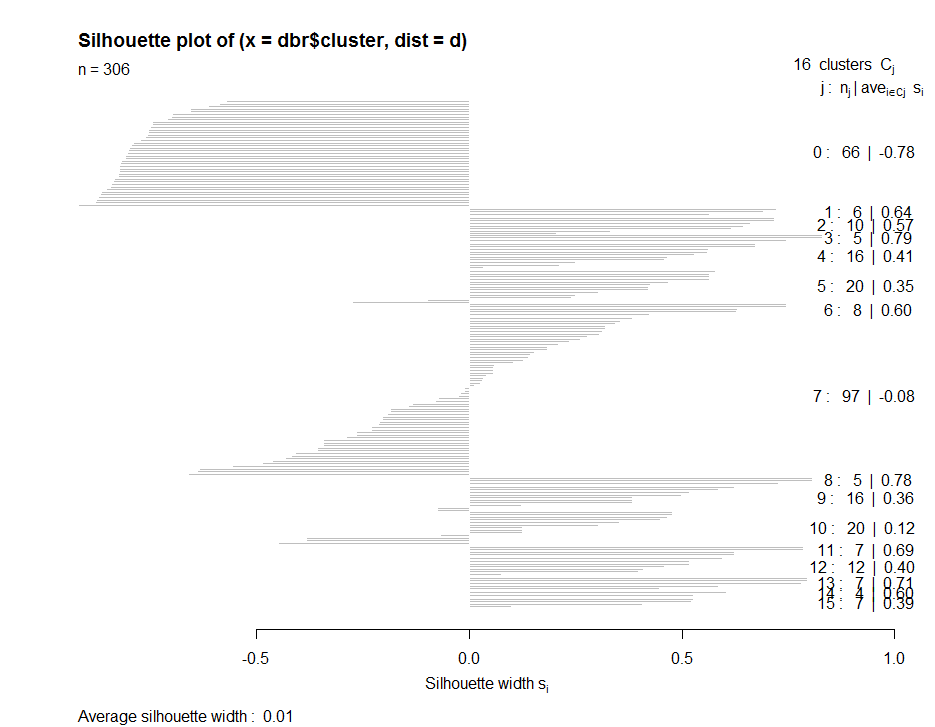 Silhouette plot of (x = dbr$cluster, dist = d)
n = 306
16 clusters Cj
j : nj | avei∈Cj si
0 : 66 | -0.78
1 : 6 | 0.64
2 : 10 | 0.57
3 : 5 | 0.79
4 : 16 | 0.41
5 : 20 | 0.35
6 : 8 | 0.60
7 : 97 | -0.08
8 : 5 | 0.78
9 : 16 | 0.36
10 : 20 | 0.12
11 : 7 | 0.69
12 : 12 | 0.40
13 : 7 | 0.71
14 : 4 | 0.60
15 : 7 | 0.39
-0.5 0.0 0.5 1.0
Silhouette width si
Average silhouette width : 0.01